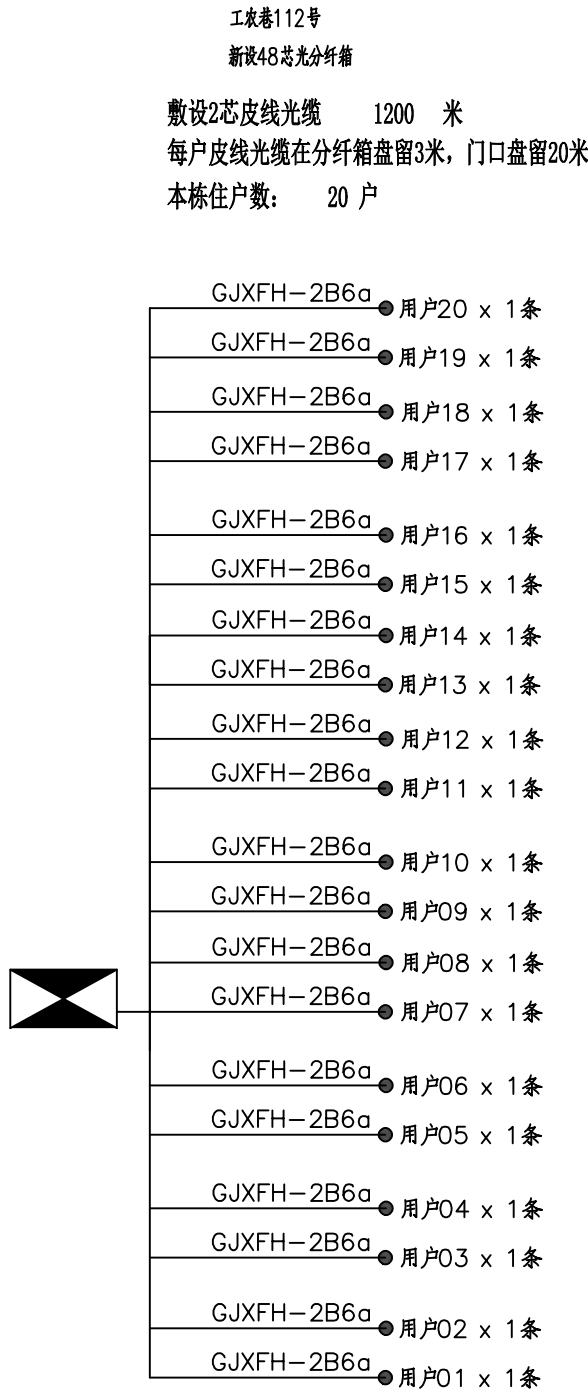 工农巷112号
新设48芯光分纤箱
敷设2芯皮线光缆 1200 米
每户皮线光缆在分纤箱盘留3米，门口盘留20米
本栋住户数： 20 户
GJXFH-2B6a 用户20 x 1条
GJXFH-2B6a 用户19 x 1条
GJXFH-2B6a 用户18 x 1条
GJXFH-2B6a 用户17 x 1条
GJXFH-2B6a 用户16 x 1条
GJXFH-2B6a 用户15 x 1条
GJXFH-2B6a 用户14 x 1条
GJXFH-2B6a 用户13 x 1条
GJXFH-2B6a 用户12 x 1条
GJXFH-2B6a 用户11 x 1条
GJXFH-2B6a 用户10 x 1条
GJXFH-2B6a 用户09 x 1条
GJXFH-2B6a 用户08 x 1条
GJXFH-2B6a 用户07 x 1条
GJXFH-2B6a 用户06 x 1条
GJXFH-2B6a 用户05 x 1条
GJXFH-2B6a 用户04 x 1条
GJXFH-2B6a 用户03 x 1条
GJXFH-2B6a 用户02 x 1条
GJXFH-2B6a 用户01 x 1条